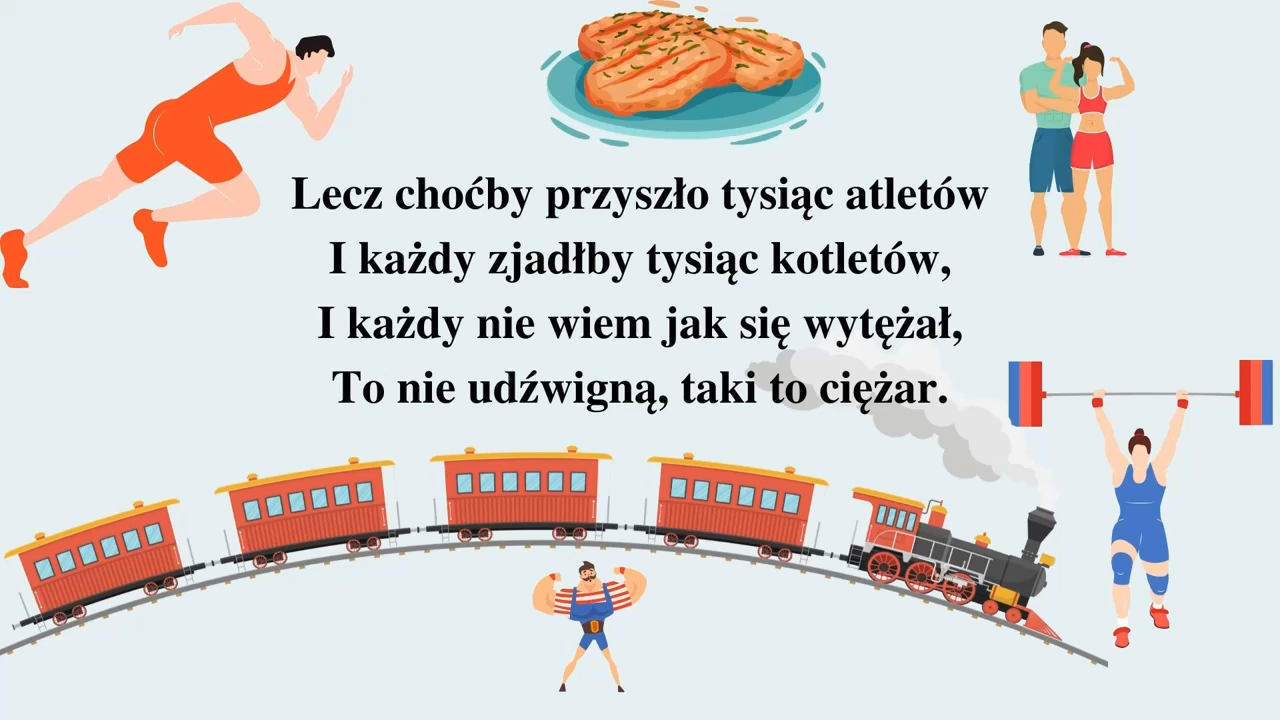 Lecz choćby przyszło tysiąc atletów
I każdy zjadłby tysiąc kotletów,
I każdy nie wiem jak się wytężał,
To nie udźwigną, taki to ciężar.